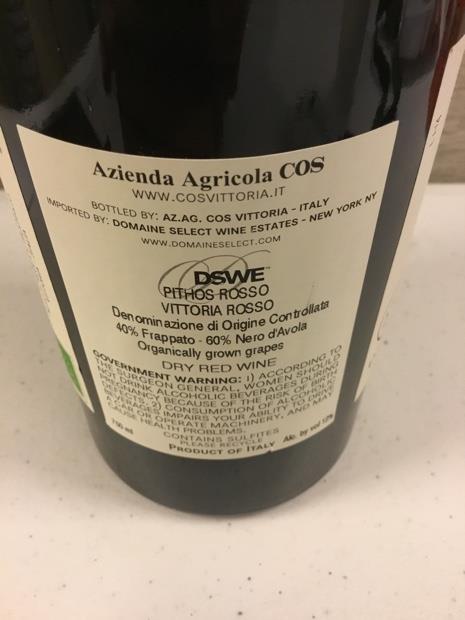 Azienda Agricola COS
WWW.COSVITTORIA.IT
BOTTLED BY: AZ.AG. COS VITTORIA - ITALY
IMPORTED BY: DOMAINE SELECT WINE ESTATES - NEW YORK NY
WWW.DOMAINESELECT.COM
DSWE
PITHOS ROSSO
VITTORIA ROSSO
Denominazione di Origine Controllata
40% Frappato - 60% Nero d'Avola
Organically grown grapes
DRY RED WINE
GOVERNMENT WARNING: 1) ACCORDING TO
THE SURGEON GENERAL, WOMEN SHOULD
NOT DRINK ALCOHOLIC BEVERAGES DURING
PREGNANCY BECAUSE OF THE RISK OF BIRTH
DEFECTS. 2) CONSUMPTION OF ALCOHOLIC
BEVERAGES IMPAIRS YOUR ABILITY TO DRIVE
CAR OR OPERATE MACHINERY, AND MAY
CAUSE HEALTH PROBLEMS.
CONTAINS SULFITES
PLEASE RECYCLE
750 ml
Alc. by vol
PRODUCT OF ITALY